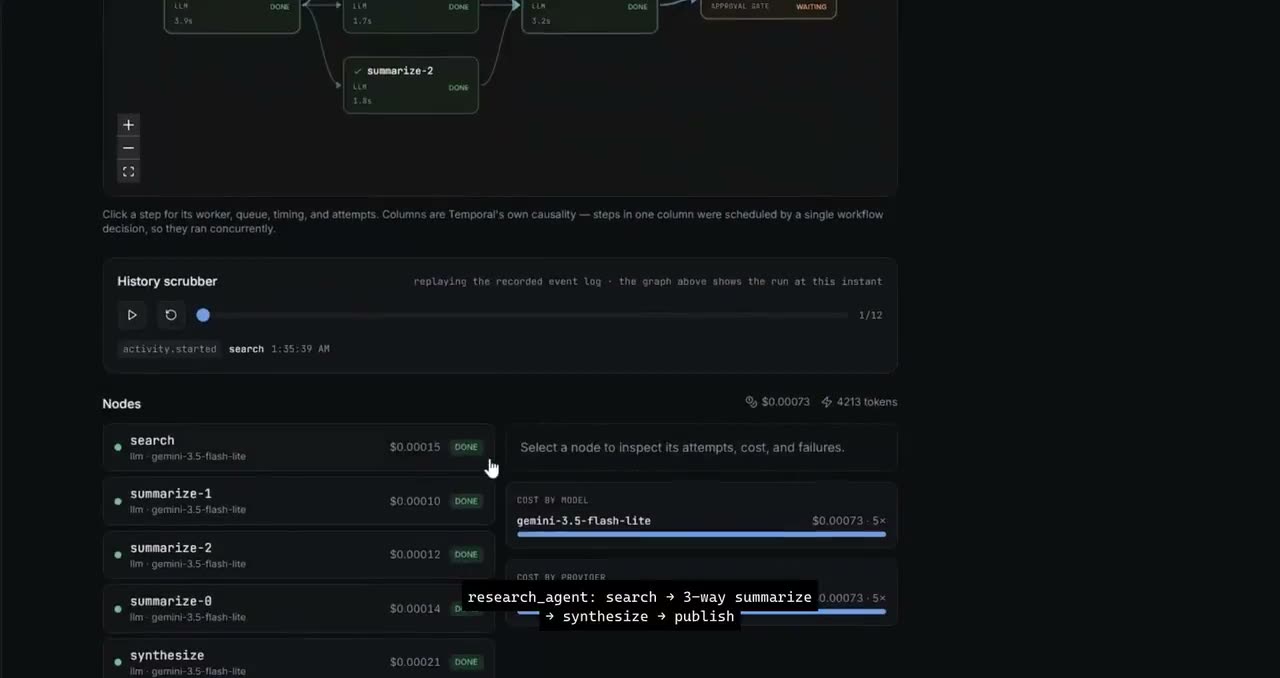 LLM DONE
3.9s
LLM DONE
1.7s
LLM DONE
3.2s
APPROVAL GATE WAITING
✓ summarize-2
LLM DONE
1.8s
Click a step for its worker, queue, timing, and attempts. Columns are Temporal's own causality — steps in one column were scheduled by a single workflow
decision, so they ran concurrently.
History scrubber
replaying the recorded event log · the graph above shows the run at this instant
1/12
activity.started search 1:35:39 AM
Nodes
$0.00073 4213 tokens
search
llm · gemini-3.5-flash-lite
$0.00015 DONE
summarize-1
llm · gemini-3.5-flash-lite
$0.00010 DONE
summarize-2
llm · gemini-3.5-flash-lite
$0.00012 DONE
summarize-0
llm · gemini-3.5-flash-lite
$0.00014
synthesize
llm · gemini-3.5-flash-lite
$0.00021 DONE
Select a node to inspect its attempts, cost, and failures.
COST BY MODEL
gemini-3.5-flash-lite $0.00073 · 5×
COST BY PROVIDER
0.00073 · 5×
research_agent: search → 3-way summarize
→ synthesize → publish